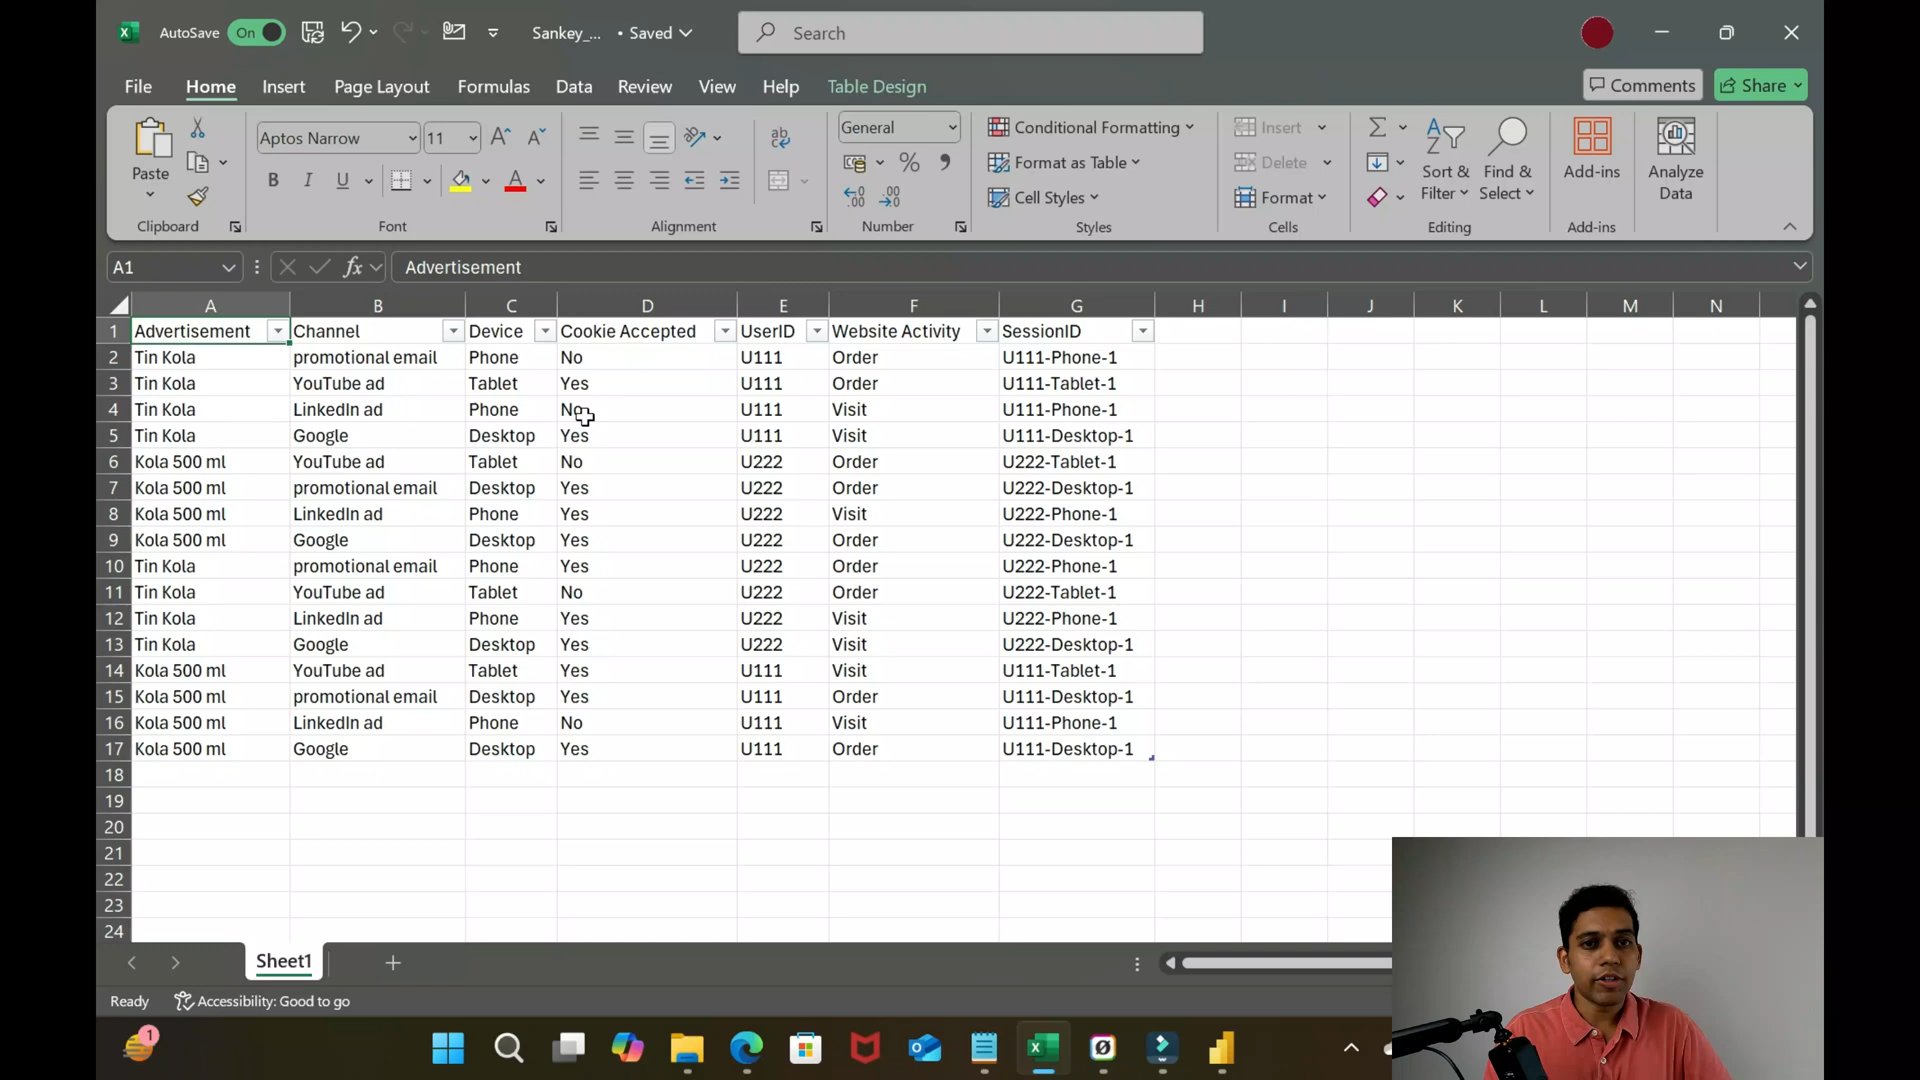 AutoSave On Sankey_... • Saved Search
File Home Insert Page Layout Formulas Data Review View Help Table Design Comments Share
Paste Aptos Narrow 11 General Conditional Formatting Insert
B I U Format as Table Delete Sort & Filter Find & Select Add-ins Analyze Data
Cell Styles Format
Clipboard Font Alignment Number Styles Cells Editing Add-ins
A1 fx Advertisement
A B C D E F G H I J K L M N
1 Advertisement Channel Device Cookie Accepted UserID Website Activity SessionID
2 Tin Kola promotional email Phone No U111 Order U111-Phone-1
3 Tin Kola YouTube ad Tablet Yes U111 Order U111-Tablet-1
4 Tin Kola LinkedIn ad Phone No U111 Visit U111-Phone-1
5 Tin Kola Google Desktop Yes U111 Visit U111-Desktop-1
6 Kola 500 ml YouTube ad Tablet No U222 Order U222-Tablet-1
7 Kola 500 ml promotional email Desktop Yes U222 Order U222-Desktop-1
8 Kola 500 ml LinkedIn ad Phone Yes U222 Visit U222-Phone-1
9 Kola 500 ml Google Desktop Yes U222 Order U222-Desktop-1
10 Tin Kola promotional email Phone Yes U222 Order U222-Phone-1
11 Tin Kola YouTube ad Tablet No U222 Order U222-Tablet-1
12 Tin Kola LinkedIn ad Phone Yes U222 Visit U222-Phone-1
13 Tin Kola Google Desktop Yes U222 Visit U222-Desktop-1
14 Kola 500 ml YouTube ad Tablet Yes U111 Visit U111-Tablet-1
15 Kola 500 ml promotional email Desktop Yes U111 Order U111-Desktop-1
16 Kola 500 ml LinkedIn ad Phone No U111 Visit U111-Phone-1
17 Kola 500 ml Google Desktop Yes U111 Order U111-Desktop-1
18
19
20
21
22
23
24
Sheet1
Ready Accessibility: Good to go
1